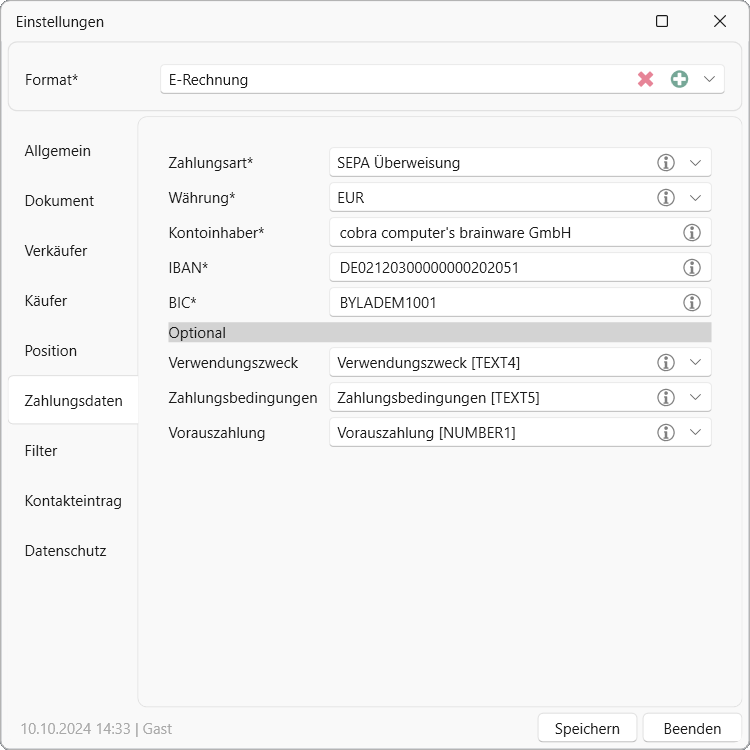 Einstellungen
Format* E-Rechnung
Allgemein
Dokument
Verkäufer
Käufer
Position
Zahlungsdaten
Filter
Kontakteintrag
Datenschutz
Zahlungsart* SEPA Überweisung
Währung* EUR
Kontoinhaber* cobra computer's brainware GmbH
IBAN* DE02120300000000202051
BIC* BYLADEM1001
Optional
Verwendungszweck Verwendungszweck [TEXT4]
Zahlungsbedingungen Zahlungsbedingungen [TEXT5]
Vorauszahlung Vorauszahlung [NUMBER1]
10.10.2024 14:33 | Gast
Speichern Beenden